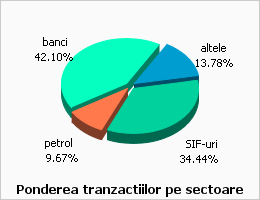 banci
42.10%
altele
13.78%
petrol
9.67%
SIF-uri
34.44%
Ponderea tranzactiilor pe sectoare